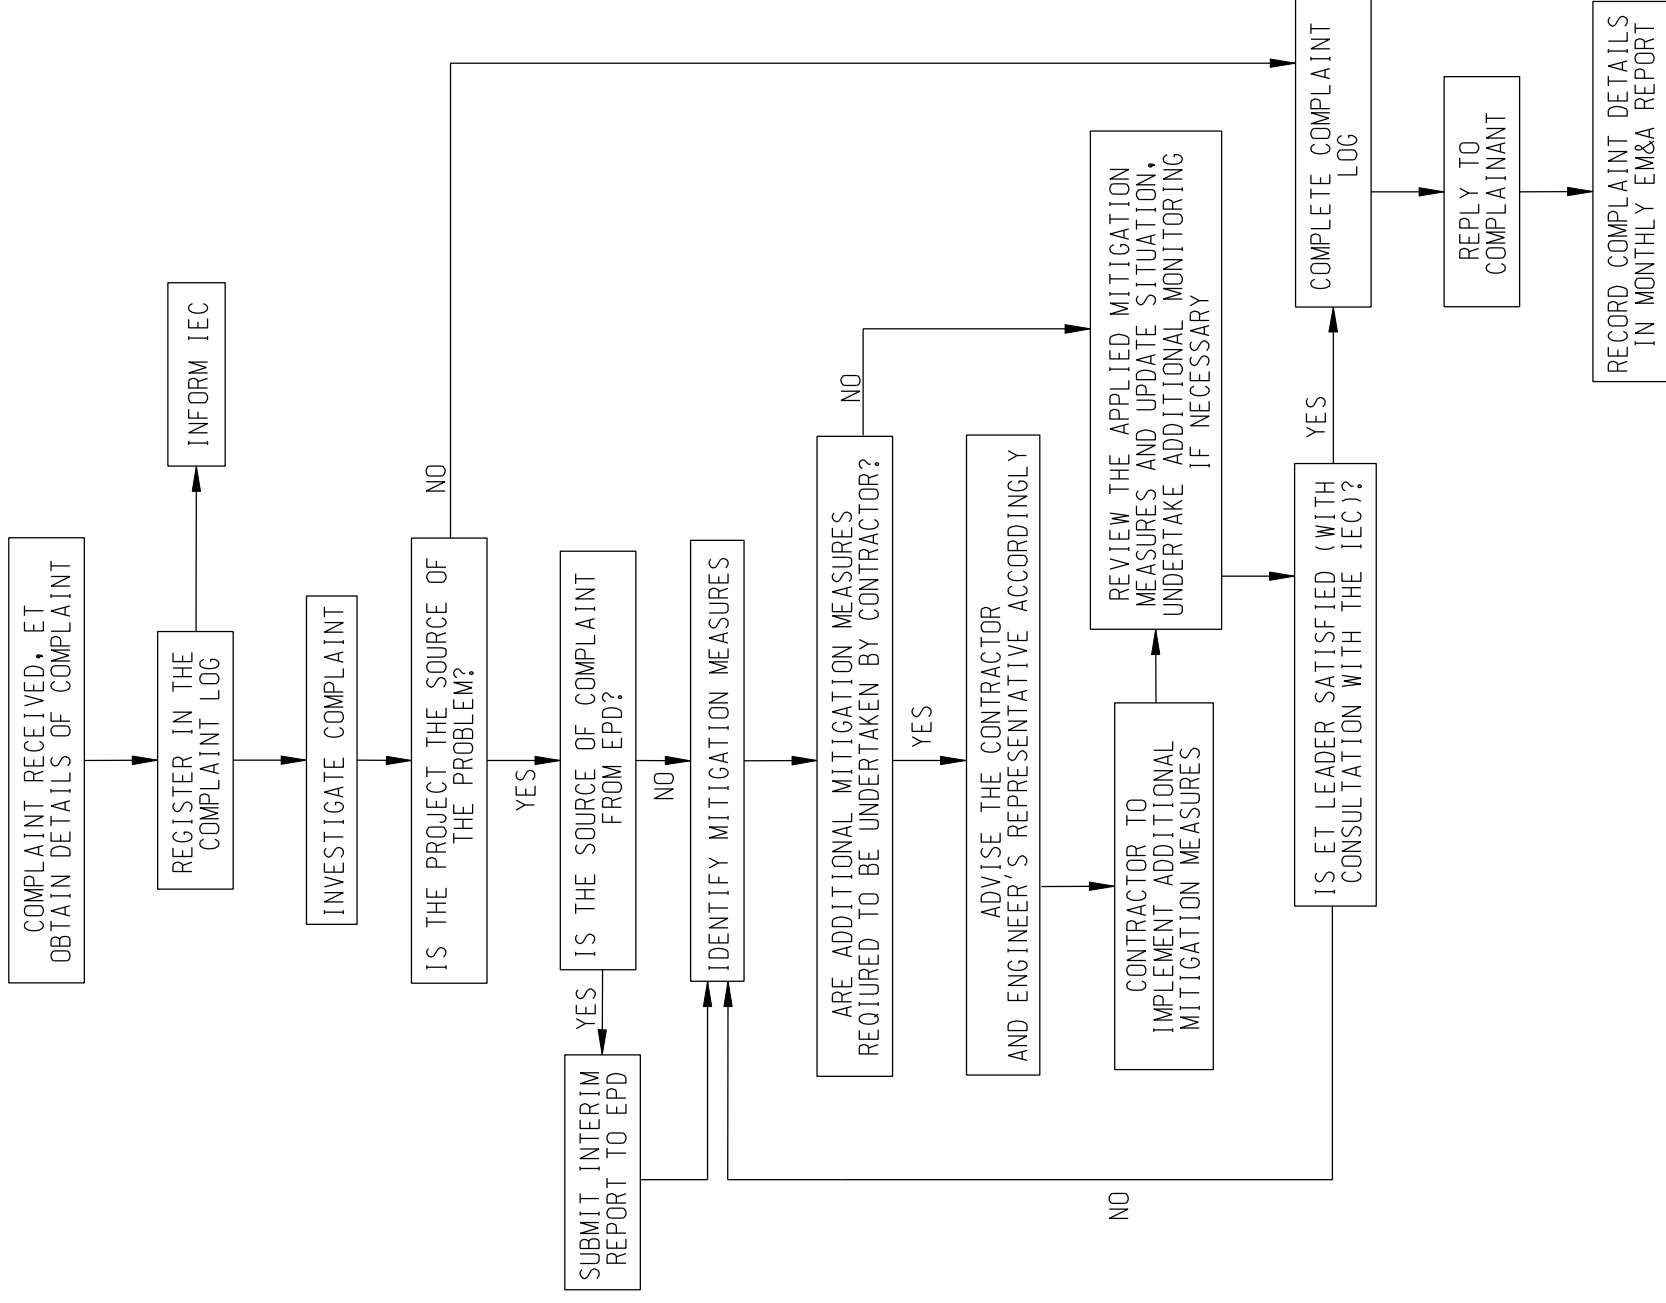 COMPLAINT RECEIVED, ET
OBTAIN DETAILS OF COMPLAINT
REGISTER IN THE
COMPLAINT LOG
INFORM IEC
INVESTIGATE COMPLAINT
IS THE PROJECT THE SOURCE OF
THE PROBLEM?
NO
YES
IS THE SOURCE OF COMPLAINT
FROM EPD?
YES
NO
SUBMIT INTERIM
REPORT TO EPD
IDENTIFY MITIGATION MEASURES
ARE ADDITIONAL MITIGATION MEASURES
REQIURED TO BE UNDERTAKEN BY CONTRACTOR?
NO
YES
ADVISE THE CONTRACTOR
AND ENGINEER'S REPRESENTATIVE ACCORDINGLY
CONTRACTOR TO
IMPLEMENT ADDITIONAL
MITIGATION MEASURES
REVIEW THE APPLIED MITIGATION
MEASURES AND UPDATE SITUATION,
UNDERTAKE ADDITIONAL MONITORING
IF NECESSARY
NO
IS ET LEADER SATISFIED (WITH
CONSULTATION WITH THE IEC)?
YES
COMPLETE COMPLAINT
LOG
REPLY TO
COMPLAINANT
RECORD COMPLAINT DETAILS
IN MONTHLY EM&A REPORT